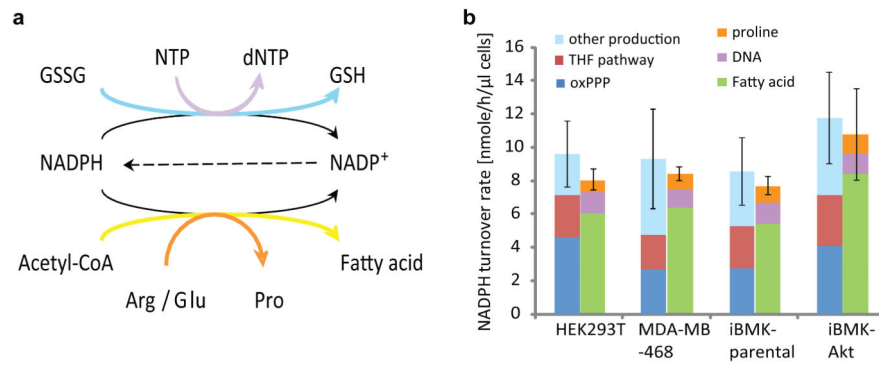 a
NTP
dNTP
GSSG
GSH
NADPH
NADP+
Acetyl-CoA
Fatty acid
Arg / Glu
Pro
b
other production
THF pathway
oxPPP
proline
DNA
Fatty acid
NADPH turnover rate [nmole/h/µl cells]
16
14
12
10
8
6
4
2
0
HEK293T
MDA-MB
-468
iBMK-
parental
iBMK-
Akt